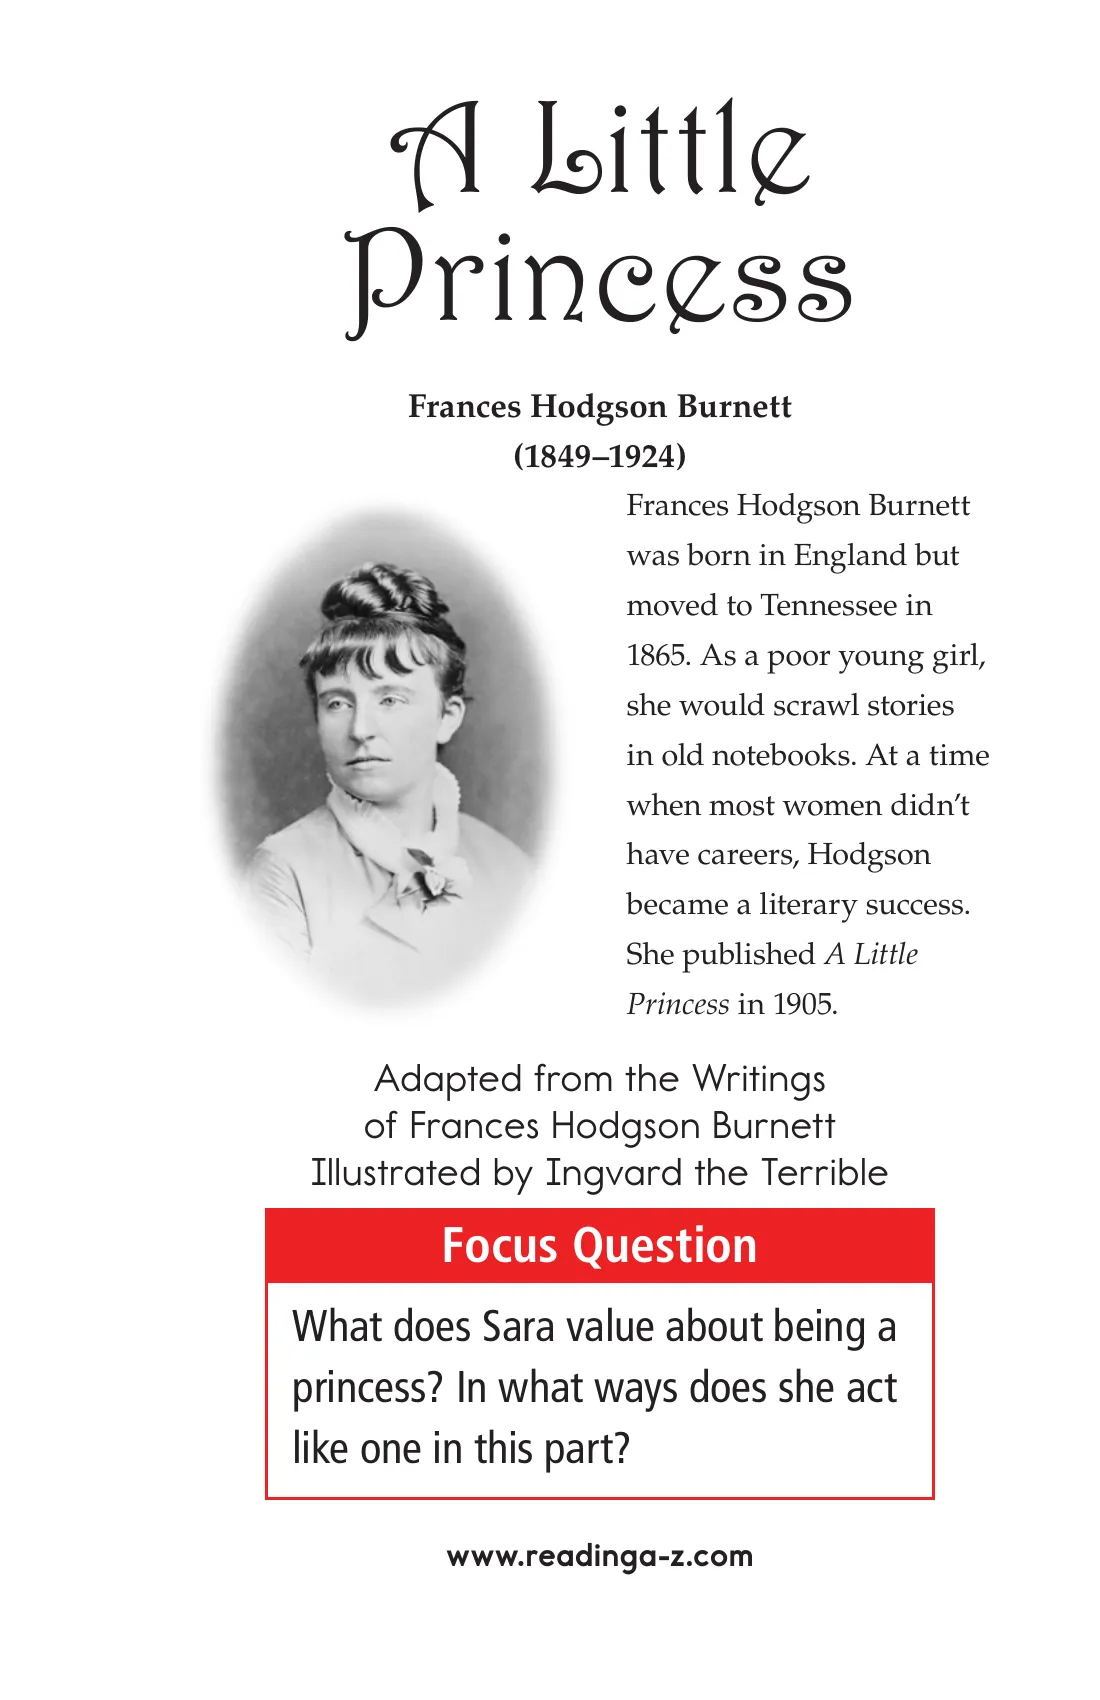 A Little
Princess
Frances Hodgson Burnett
(1849–1924)
Frances Hodgson Burnett
was born in England but
moved to Tennessee in
1865. As a poor young girl,
she would scrawl stories
in old notebooks. At a time
when most women didn’t
have careers, Hodgson
became a literary success.
She published A Little
Princess in 1905.
Adapted from the Writings
of Frances Hodgson Burnett
Illustrated by Ingvard the Terrible
Focus Question
What does Sara value about being a
princess? In what ways does she act
like one in this part?
www.readinga-z.com